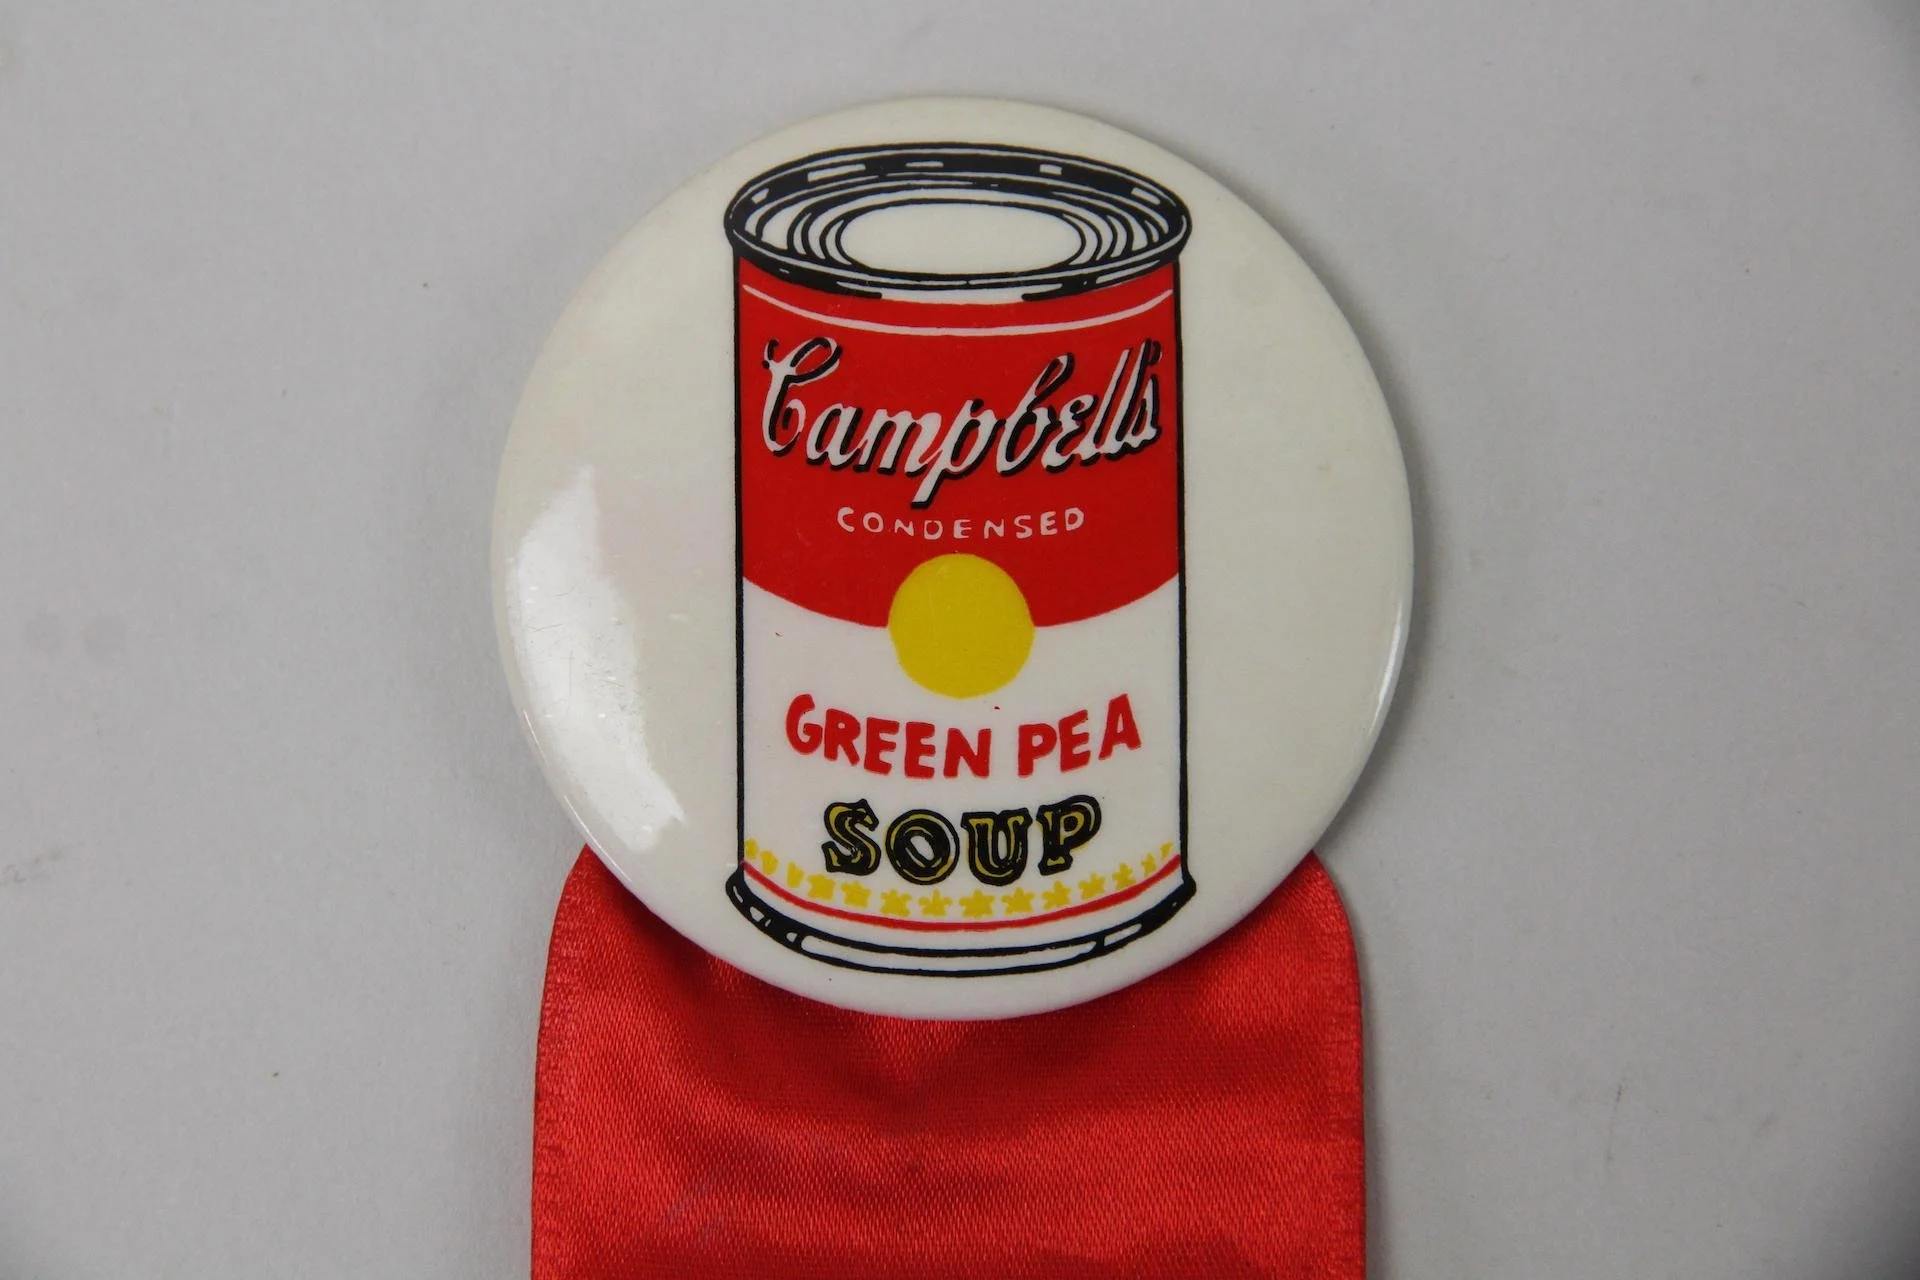 Campbell's
CONDENSED
GREEN PEA
SOUP